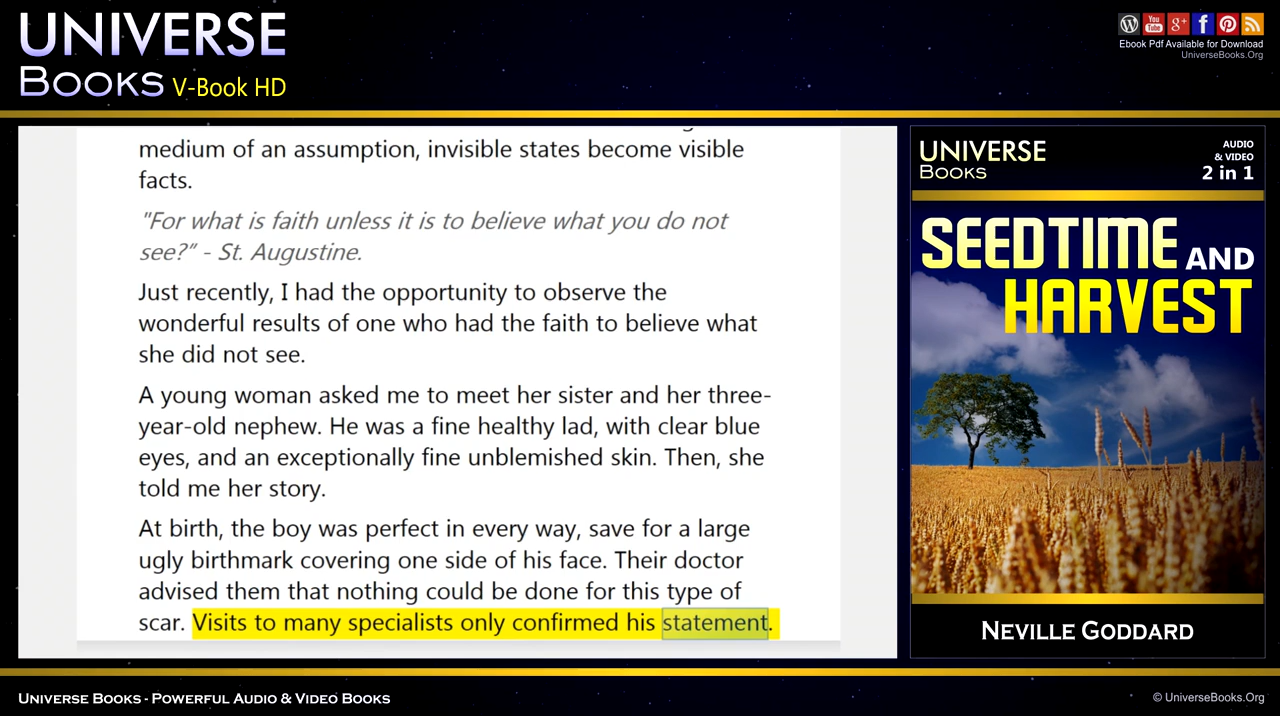 UNIVERSE
BOOKS V-Book HD
Ebook Pdf Available for Download
UniverseBooks.Org
medium of an assumption, invisible states become visible
facts.
"For what is faith unless it is to believe what you do not
see?” - St. Augustine.
Just recently, I had the opportunity to observe the
wonderful results of one who had the faith to believe what
she did not see.
A young woman asked me to meet her sister and her three-
year-old nephew. He was a fine healthy lad, with clear blue
eyes, and an exceptionally fine unblemished skin. Then, she
told me her story.
At birth, the boy was perfect in every way, save for a large
ugly birthmark covering one side of his face. Their doctor
advised them that nothing could be done for this type of
scar. Visits to many specialists only confirmed his statement.
UNIVERSE
BOOKS
AUDIO
& VIDEO
2 in 1
SEEDTIME AND
HARVEST
NEVILLE GODDARD
UNIVERSE BOOKS - POWERFUL AUDIO & VIDEO BOOKS
© UniverseBooks.Org